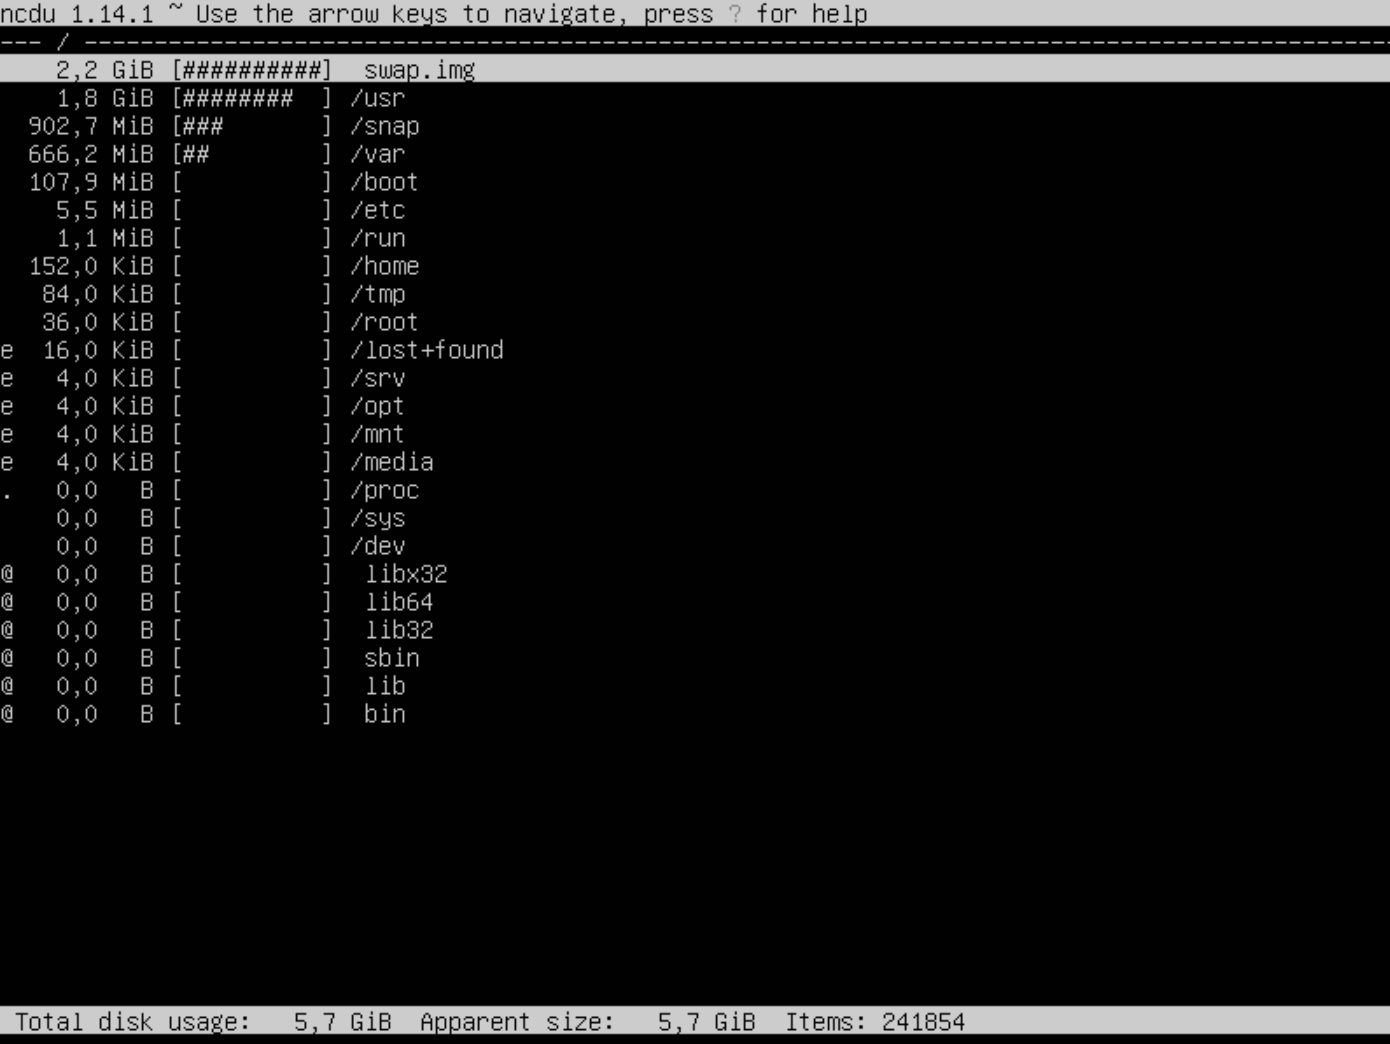 ncdu 1.14.1 ~ Use the arrow keys to navigate, press ? for help
--- / ----------------------------------------------------------------------------------------------
    2,2 GiB [##########]  swap.img
    1,8 GiB [########  ] /usr
  902,7 MiB [###       ] /snap
  666,2 MiB [##        ] /var
  107,9 MiB [          ] /boot
    5,5 MiB [          ] /etc
    1,1 MiB [          ] /run
  152,0 KiB [          ] /home
   84,0 KiB [          ] /tmp
   36,0 KiB [          ] /root
e  16,0 KiB [          ] /lost+found
e   4,0 KiB [          ] /srv
e   4,0 KiB [          ] /opt
e   4,0 KiB [          ] /mnt
e   4,0 KiB [          ] /media
.   0,0   B [          ] /proc
    0,0   B [          ] /sys
    0,0   B [          ] /dev
@   0,0   B [          ]  libx32
@   0,0   B [          ]  lib64
@   0,0   B [          ]  lib32
@   0,0   B [          ]  sbin
@   0,0   B [          ]  lib
@   0,0   B [          ]  bin
 Total disk usage:   5,7 GiB  Apparent size:   5,7 GiB  Items: 241854